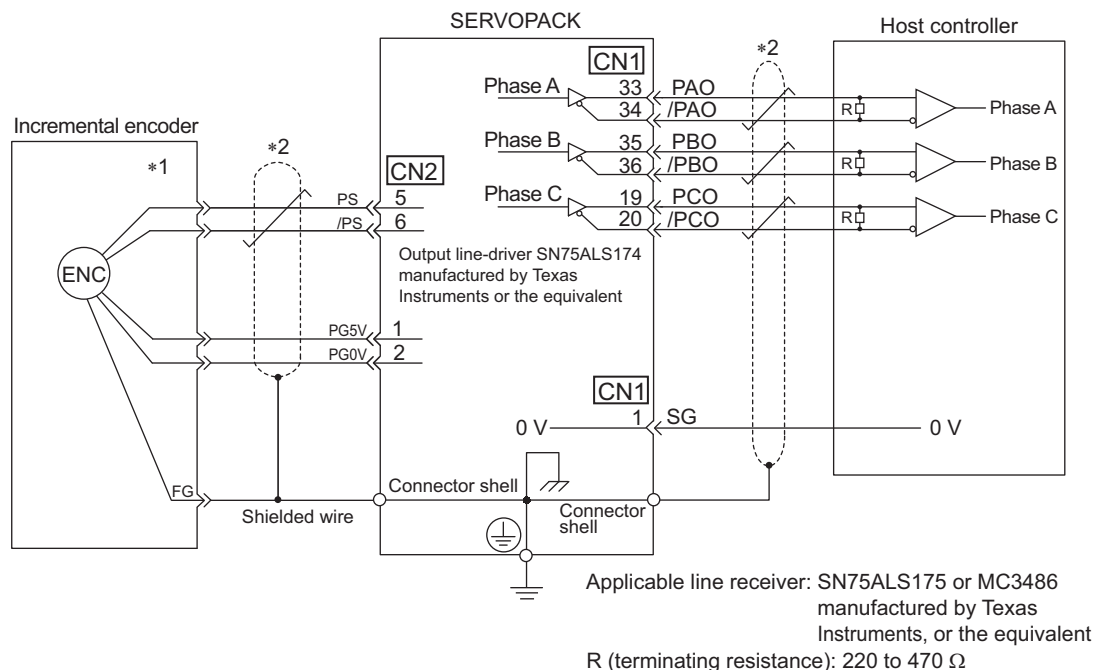 SERVOPACK
Host controller
Incremental encoder
*1
*2
CN2
CN1
*2
Phase A
33
PAO
34
/PAO
R
Phase A
Phase B
35
PBO
36
/PBO
R
Phase B
Phase C
19
PCO
20
/PCO
R
Phase C
ENC
PS
5
/PS
6
Output line-driver SN75ALS174
manufactured by Texas
Instruments or the equivalent
PG5V
1
PG0V
2
CN1
0 V
1
SG
0 V
FG
Shielded wire
Connector shell
Connector
shell
Applicable line receiver: SN75ALS175 or MC3486
manufactured by Texas
Instruments, or the equivalent
R (terminating resistance): 220 to 470 Ω